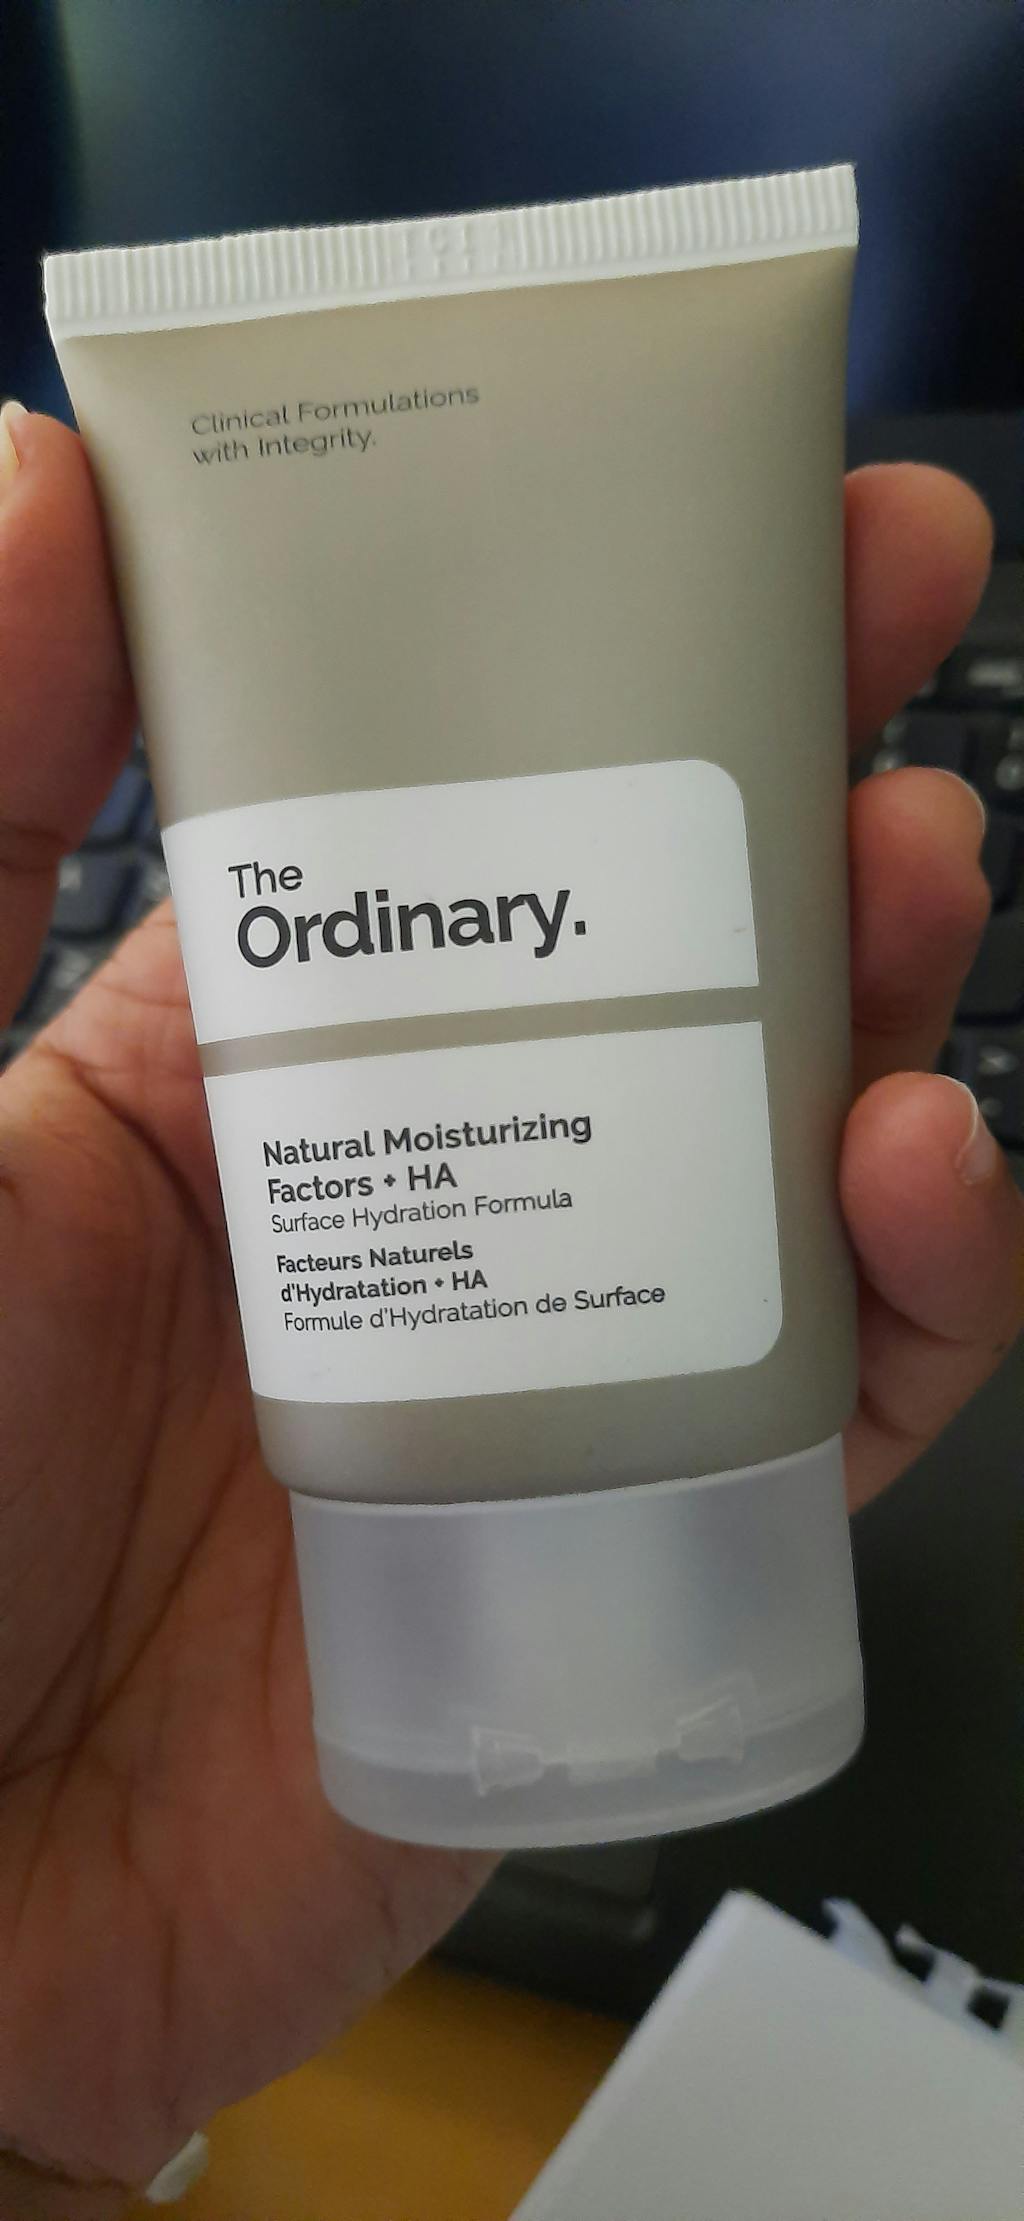 Clinical Formulations
with Integrity.
The
Ordinary.
Natural Moisturizing
Factors + HA
Surface Hydration Formula
Facteurs Naturels
d'Hydratation + HA
Formule d'Hydratation de Surface